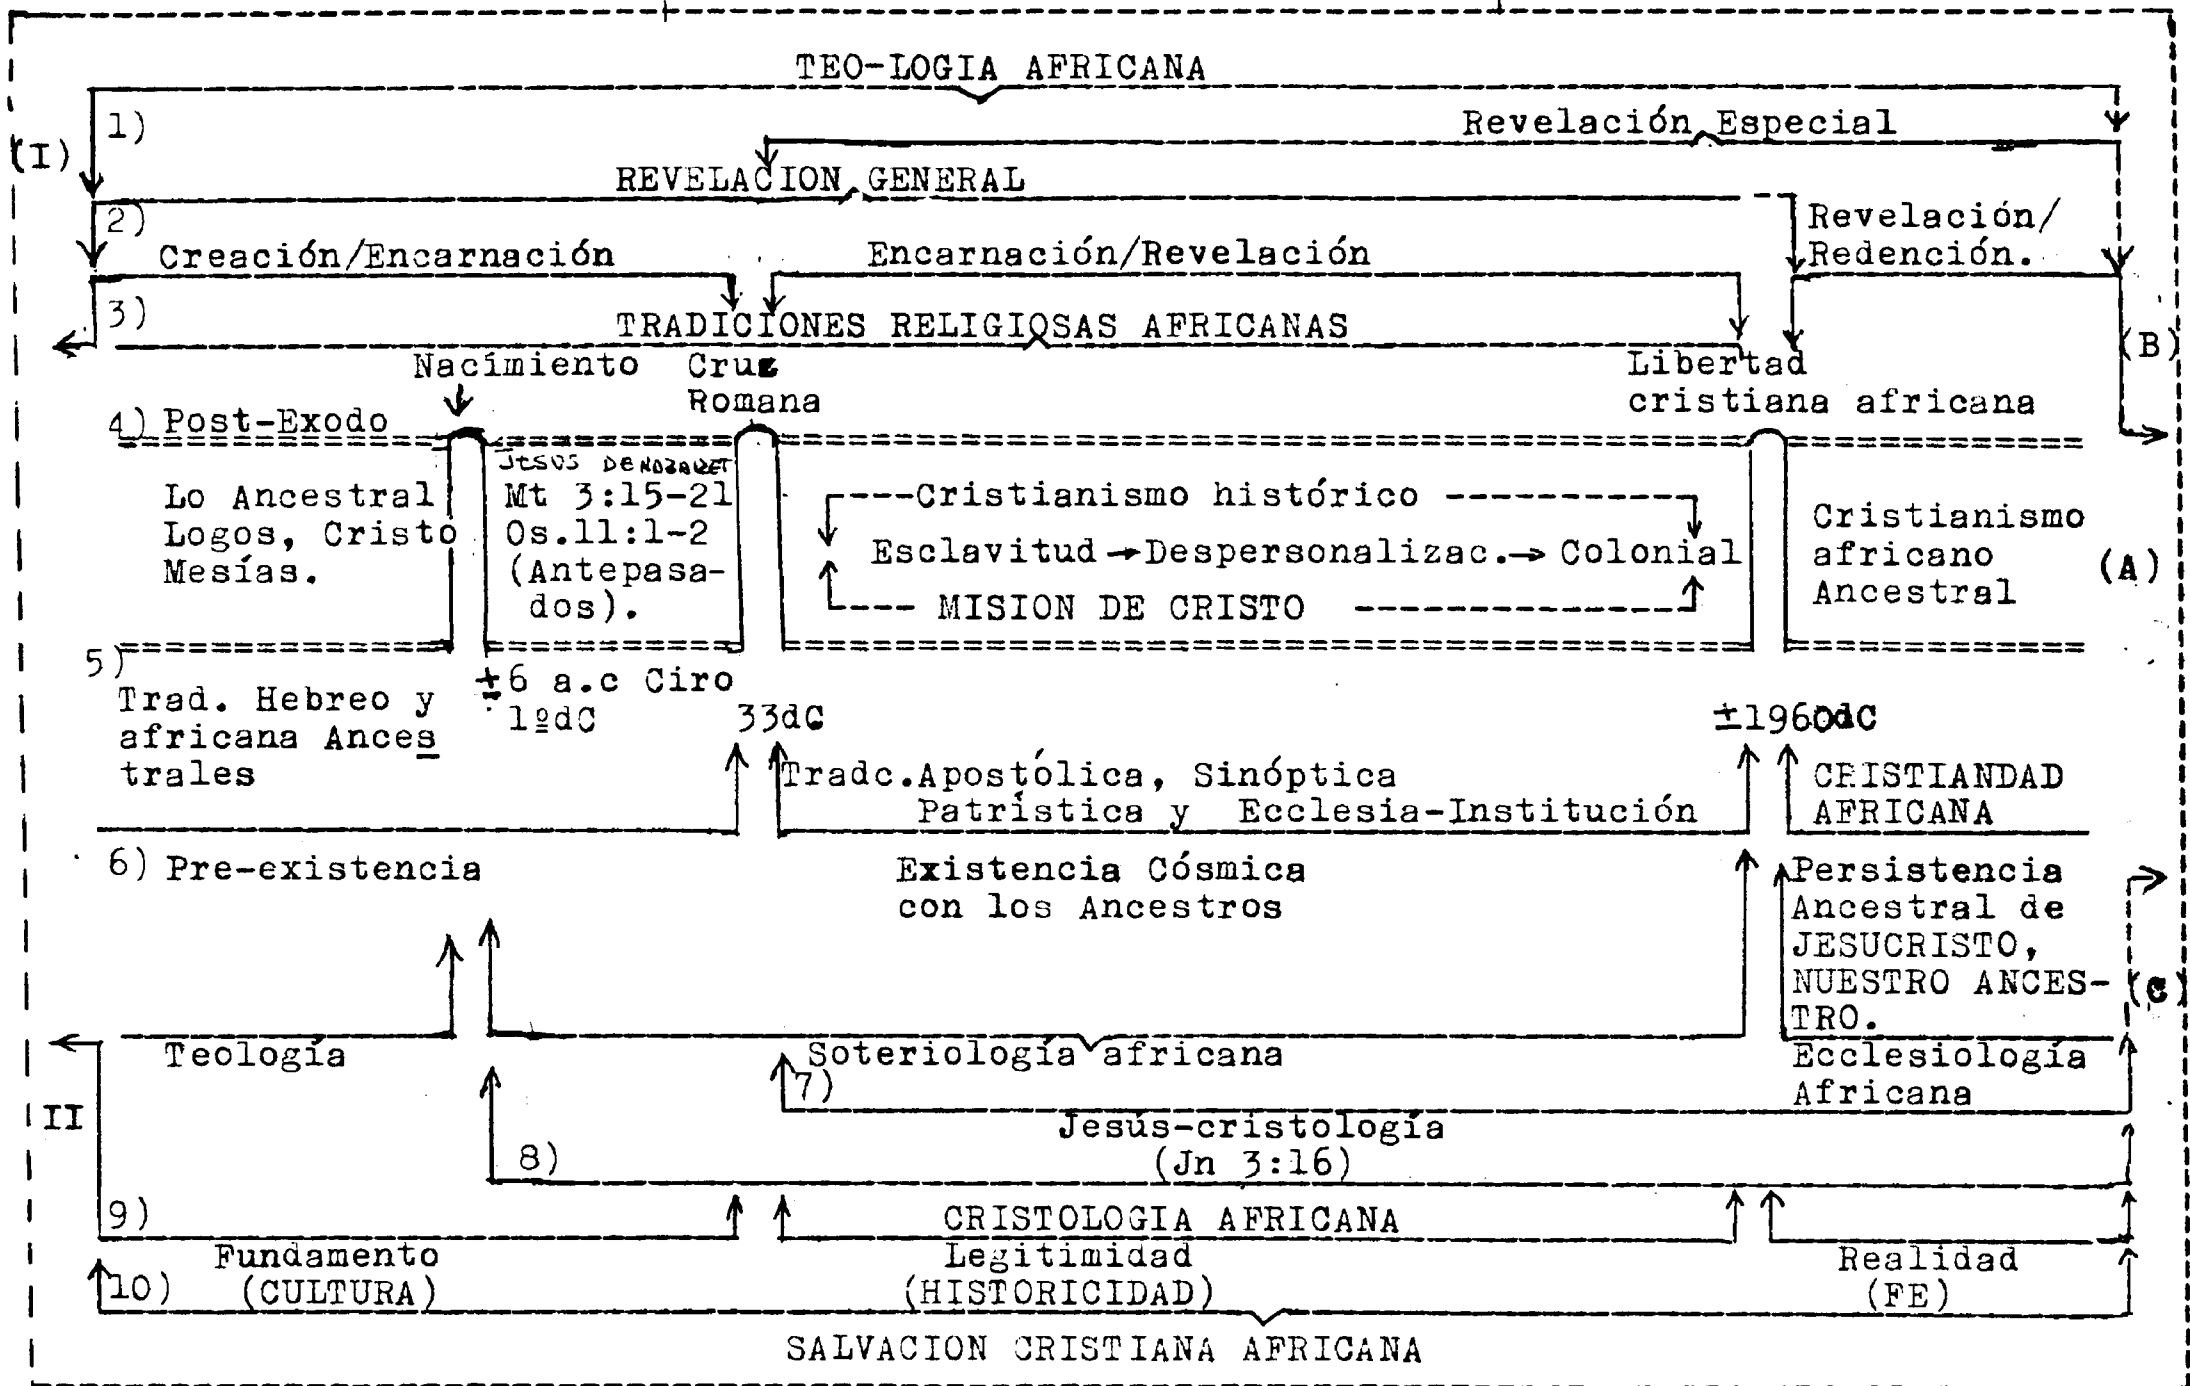 TEO-LOGIA AFRICANA
1)
Revelación Especial
(I)
REVELACION GENERAL
2)
Revelación/
Redención.
Creación/Encarnación
Encarnación/Revelación
3)
TRADICIONES RELIGIOSAS AFRICANAS
(B)
Nacimiento
Cruz
Romana
Libertad
cristiana africana
4) Post-Exodo
JESUS DE NAZARET
Lo Ancestral
Logos, Cristo
Mesías.
Mt 3:15-21
Os.11:1-2
(Antepasa-
dos).
Cristianismo histórico
Esclavitud → Despersonalizac. → Colonial
MISION DE CRISTO
Cristianismo
africano
Ancestral
(A)
5)
Trad. Hebreo y
africana Ances
trales
±6 a.c Ciro
1ºdC
33dC
±1960dC
Tradc.Apostólica, Sinóptica
Patrística y Ecclesia-Institución
CRISTIANDAD
AFRICANA
6) Pre-existencia
Existencia Cósmica
con los Ancestros
Persistencia
Ancestral de
JESUCRISTO,
NUESTRO ANCES-
TRO.
(C)
Teología
Soteriología africana
Ecclesiología
Africana
7)
II
Jesús-cristología
(Jn 3:16)
8)
9)
CRISTOLOGIA AFRICANA
Fundamento
(CULTURA)
Legitimidad
(HISTORICIDAD)
Realidad
(FE)
10)
SALVACION CRISTIANA AFRICANA